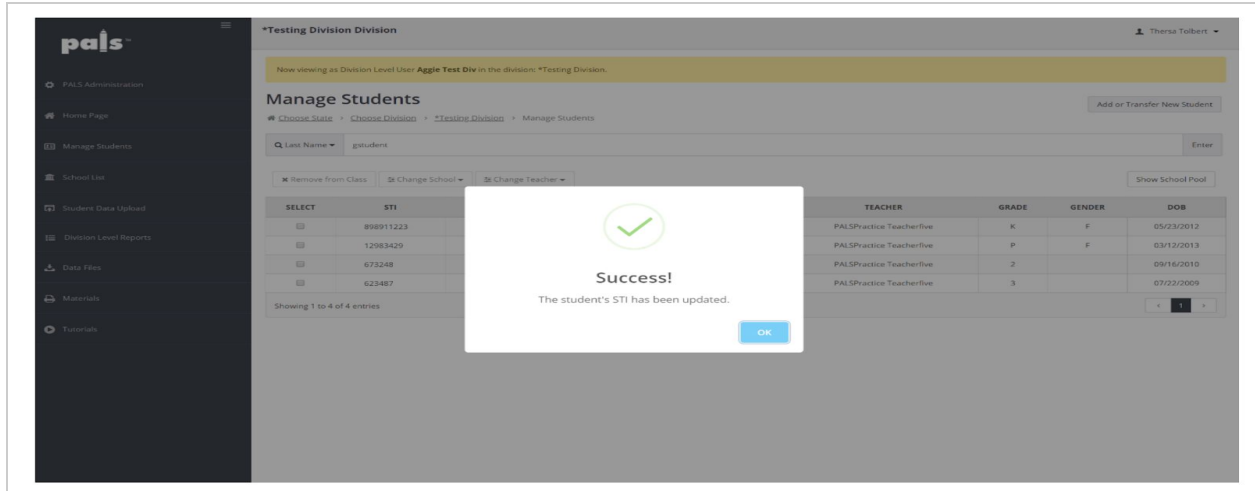 pals™
*Testing Division Division
Thersa Tolbert
Now viewing as Division Level User Aggie Test Div in the division: *Testing Division.
PALS Administration
Home Page
Manage Students
School List
Student Data Upload
Division Level Reports
Data Files
Materials
Tutorials
Manage Students
Add or Transfer New Student
Choose State › Choose Division › *Testing Division › Manage Students
Last Name gstudent Enter
Remove from Class Change School Change Teacher Show School Pool
SELECT STI TEACHER GRADE GENDER DOB
898911223 PALSPractice Teacherfive K F 05/23/2012
12983429 PALSPractice Teacherfive P F 03/12/2013
673248 PALSPractice Teacherfive 2 09/16/2010
623487 PALSPractice Teacherfive 3 07/22/2009
Showing 1 to 4 of 4 entries ‹ 1 ›
Success!
The student's STI has been updated.
OK